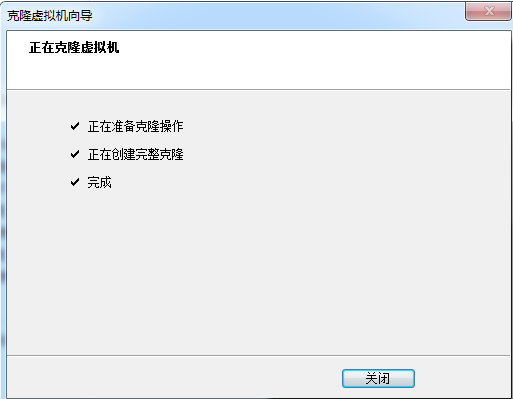 克隆虚拟机向导
正在克隆虚拟机
正在准备克隆操作
正在创建完整克隆
完成
关闭